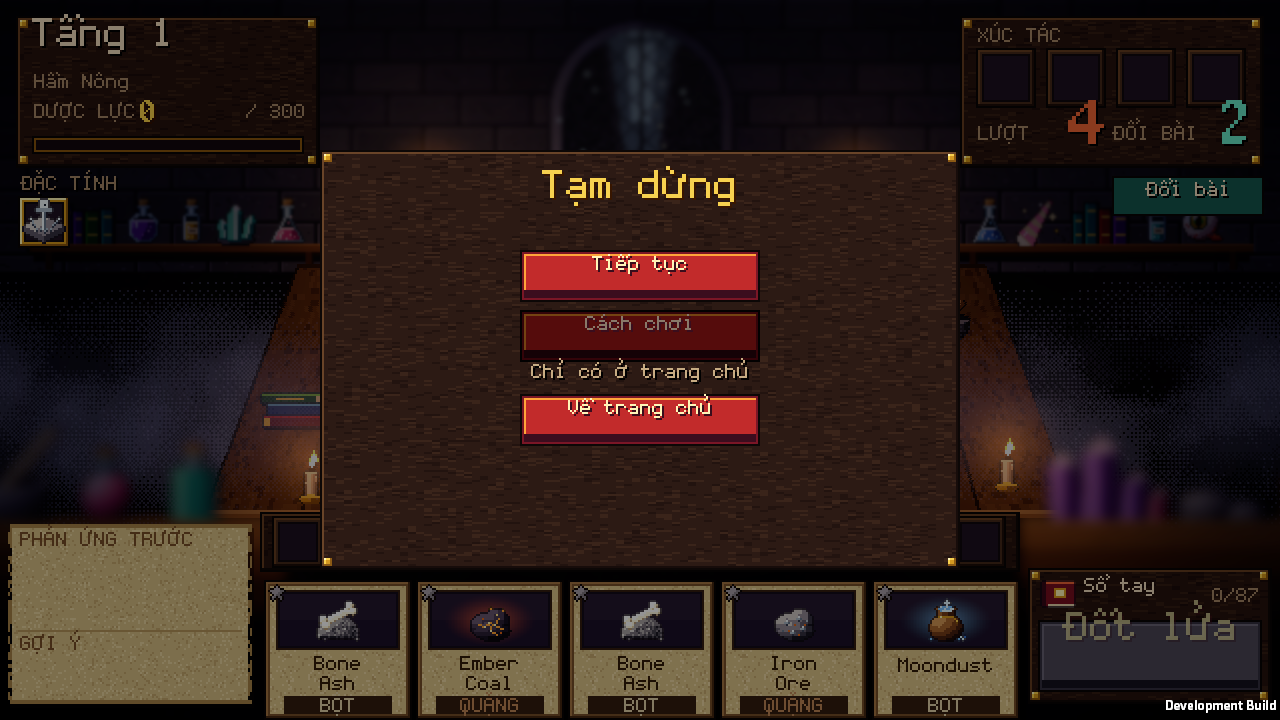 Tầng 1
Hầm Nông
DƯỢC LỰC 0 / 300
ĐẶC TÍNH
XÚC TÁC
LƯỢT 4 ĐỔI BÀI 2
Đổi bài
Tạm dừng
Tiếp tục
Cách chơi
Chỉ có ở trang chủ
Về trang chủ
PHẢN ỨNG TRƯỚC
GỢI Ý
Bone
Ash
BỘT
Ember
Coal
QUẶNG
Bone
Ash
BỘT
Iron
Ore
QUẶNG
Moondust
BỘT
Sổ tay
0/87
Đốt lửa
Development Build